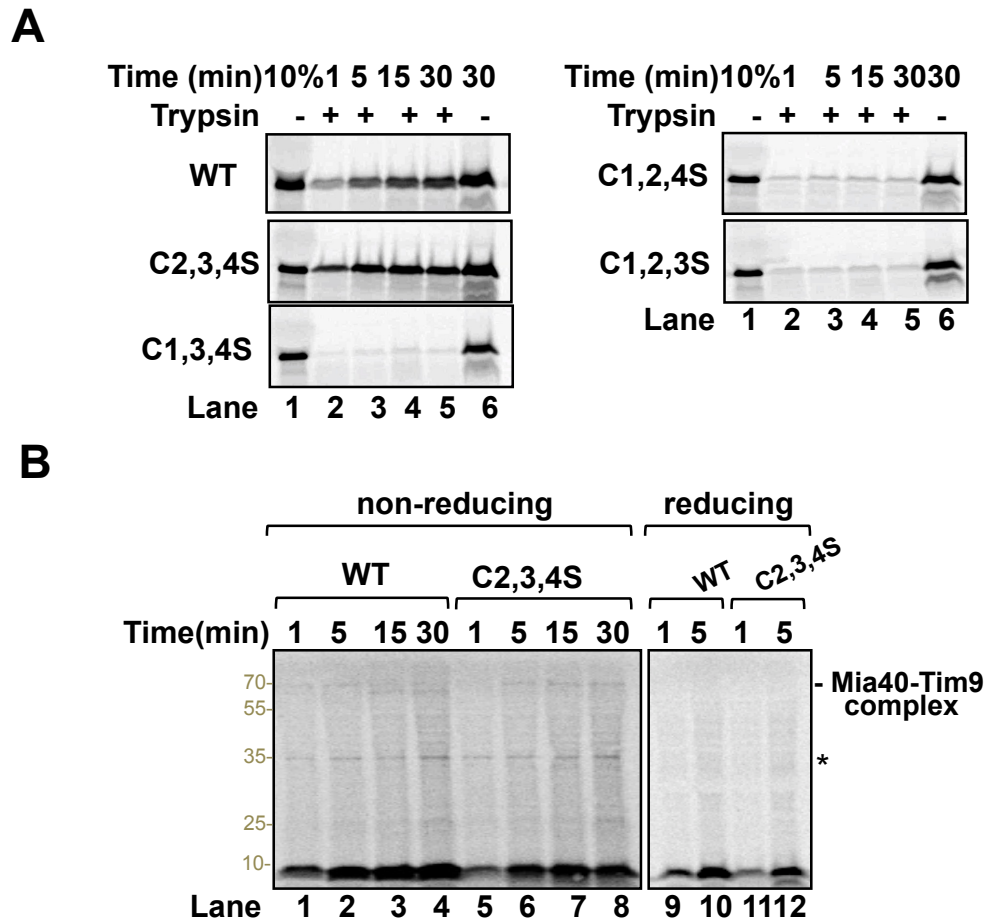 A
Time (min)10%1 5 15 30 30
Trypsin - + + + + -
WT
C2,3,4S
C1,3,4S
Lane 1 2 3 4 5 6
Time (min)10%1 5 15 3030
Trypsin - + + + + -
C1,2,4S
C1,2,3S
Lane 1 2 3 4 5 6
B
non-reducing reducing
WT C2,3,4S WT C2,3,4S
Time(min) 1 5 15 30 1 5 15 30 1 5 1 5
70-
55-
35-
25-
10-
- Mia40-Tim9
complex
*
Lane 1 2 3 4 5 6 7 8 9 10 11 12